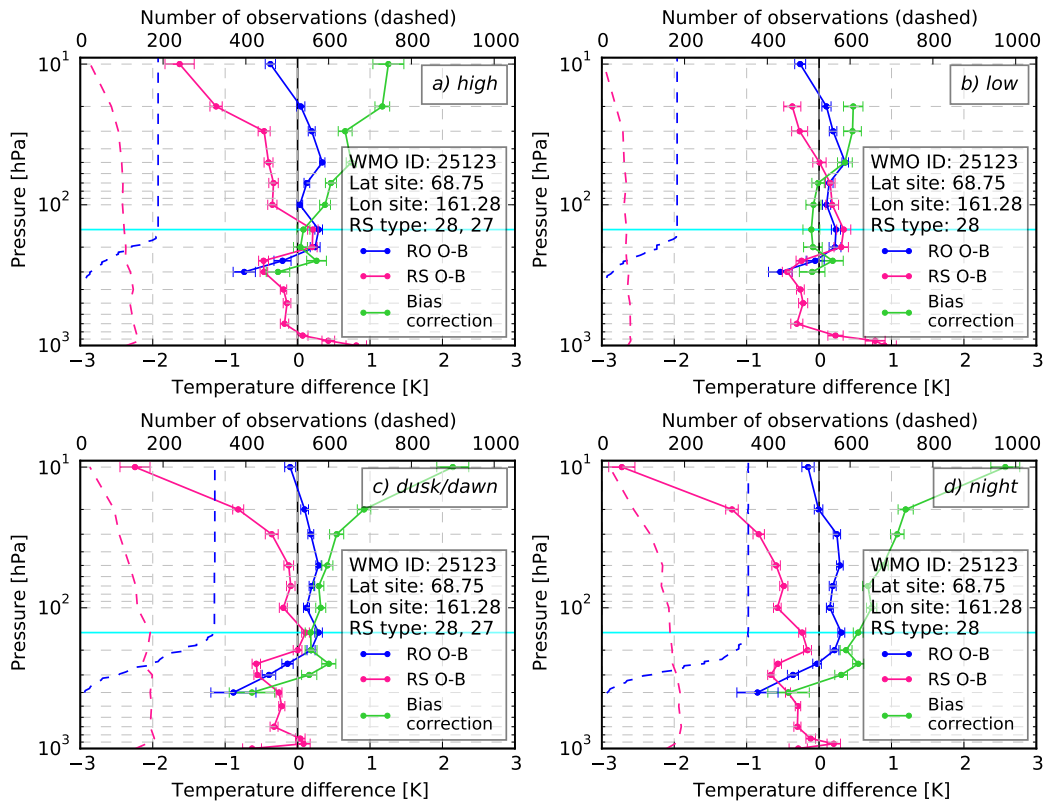 Number of observations (dashed)
0 200 400 600 800 1000
a) high
Pressure [hPa]
10¹
10²
10³
WMO ID: 25123
Lat site: 68.75
Lon site: 161.28
RS type: 28, 27
RO O-B
RS O-B
Bias
correction
−3 −2 −1 0 1 2 3
Temperature difference [K]
Number of observations (dashed)
0 200 400 600 800 1000
b) low
Pressure [hPa]
10¹
10²
10³
WMO ID: 25123
Lat site: 68.75
Lon site: 161.28
RS type: 28
RO O-B
RS O-B
Bias
correction
−3 −2 −1 0 1 2 3
Temperature difference [K]
Number of observations (dashed)
0 200 400 600 800 1000
c) dusk/dawn
Pressure [hPa]
10¹
10²
10³
WMO ID: 25123
Lat site: 68.75
Lon site: 161.28
RS type: 28, 27
RO O-B
RS O-B
Bias
correction
−3 −2 −1 0 1 2 3
Temperature difference [K]
Number of observations (dashed)
0 200 400 600 800 1000
d) night
Pressure [hPa]
10¹
10²
10³
WMO ID: 25123
Lat site: 68.75
Lon site: 161.28
RS type: 28
RO O-B
RS O-B
Bias
correction
−3 −2 −1 0 1 2 3
Temperature difference [K]